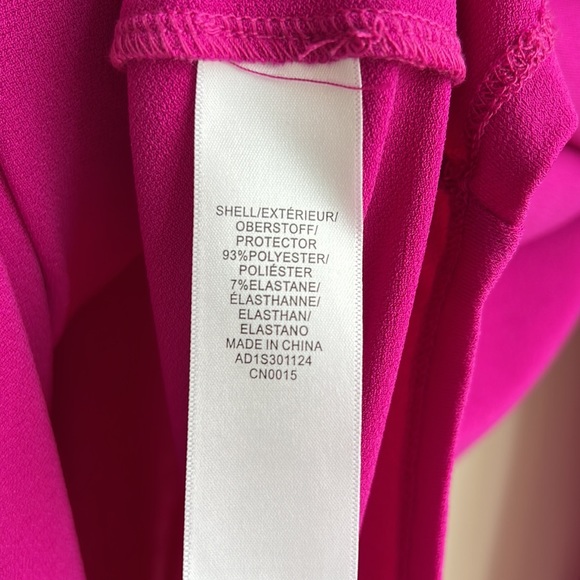 SHELL/EXTÉRIEUR/
OBERSTOFF/
PROTECTOR
93%POLYESTER/
POLIÉSTER
7%ELASTANE/
ÉLASTHANNE/
ELASTHAN/
ELASTANO
MADE IN CHINA
AD1S301124
CN0015